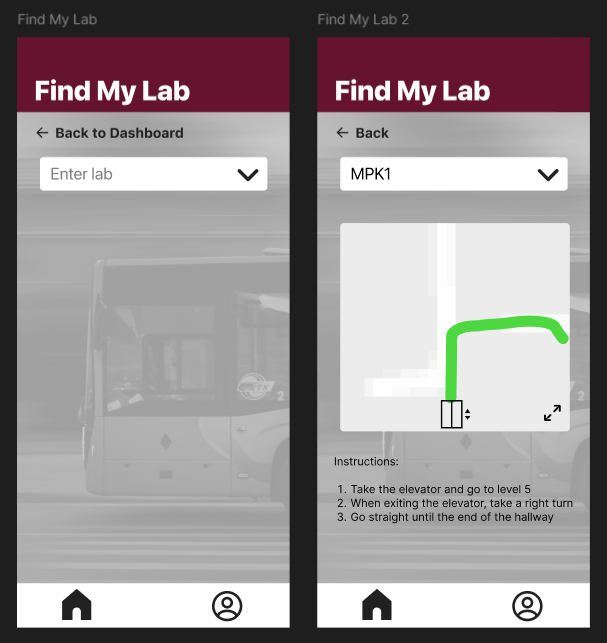 Find My Lab
Find My Lab
Back to Dashboard
Enter lab
2
Find My Lab 2
Find My Lab
Back
MPK1
2
Instructions:
1. Take the elevator and go to level 5
2. When exiting the elevator, take a right turn
3. Go straight until the end of the hallway